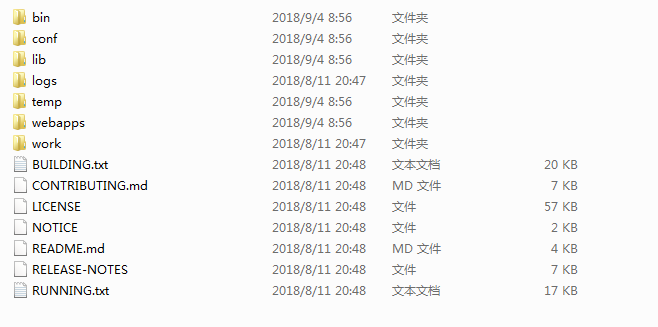 bin 2018/9/4 8:56 文件夹
conf 2018/9/4 8:56 文件夹
lib 2018/9/4 8:56 文件夹
logs 2018/8/11 20:47 文件夹
temp 2018/9/4 8:56 文件夹
webapps 2018/9/4 8:56 文件夹
work 2018/8/11 20:47 文件夹
BUILDING.txt 2018/8/11 20:48 文本文档 20 KB
CONTRIBUTING.md 2018/8/11 20:48 MD 文件 7 KB
LICENSE 2018/8/11 20:48 文件 57 KB
NOTICE 2018/8/11 20:48 文件 2 KB
README.md 2018/8/11 20:48 MD 文件 4 KB
RELEASE-NOTES 2018/8/11 20:48 文件 7 KB
RUNNING.txt 2018/8/11 20:48 文本文档 17 KB